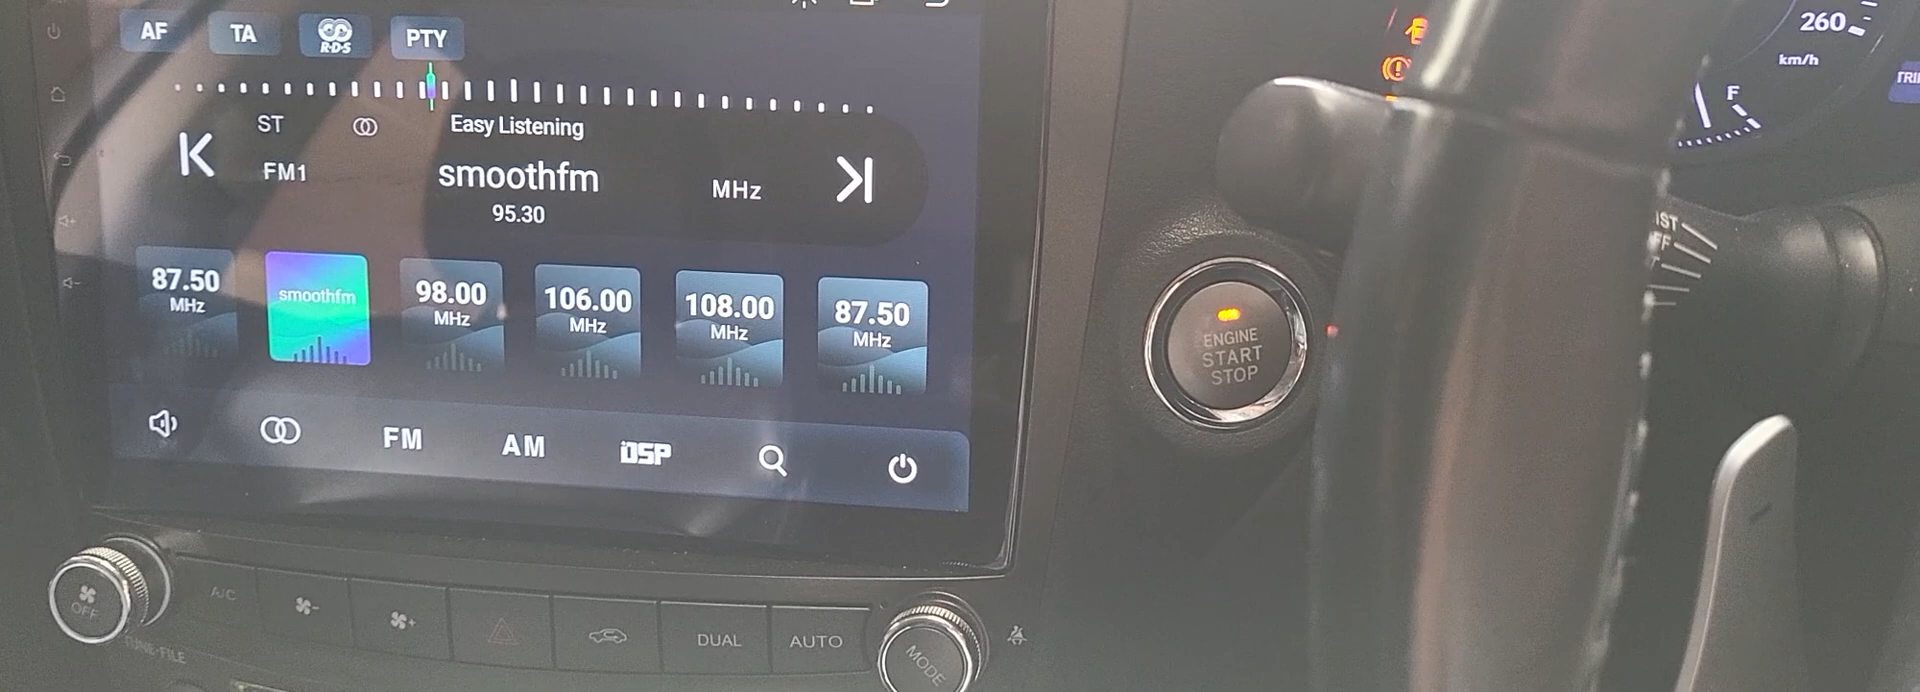 AF TA R·D·S PTY
ST Easy Listening
FM1 smoothfm MHz
95.30
87.50 MHz
smoothfm
98.00 MHz
106.00 MHz
108.00 MHz
87.50 MHz
FM AM DSP
OFF
A/C
DUAL
AUTO
MODE
TUNE·FILE
ENGINE
START
STOP
260
km/h
F